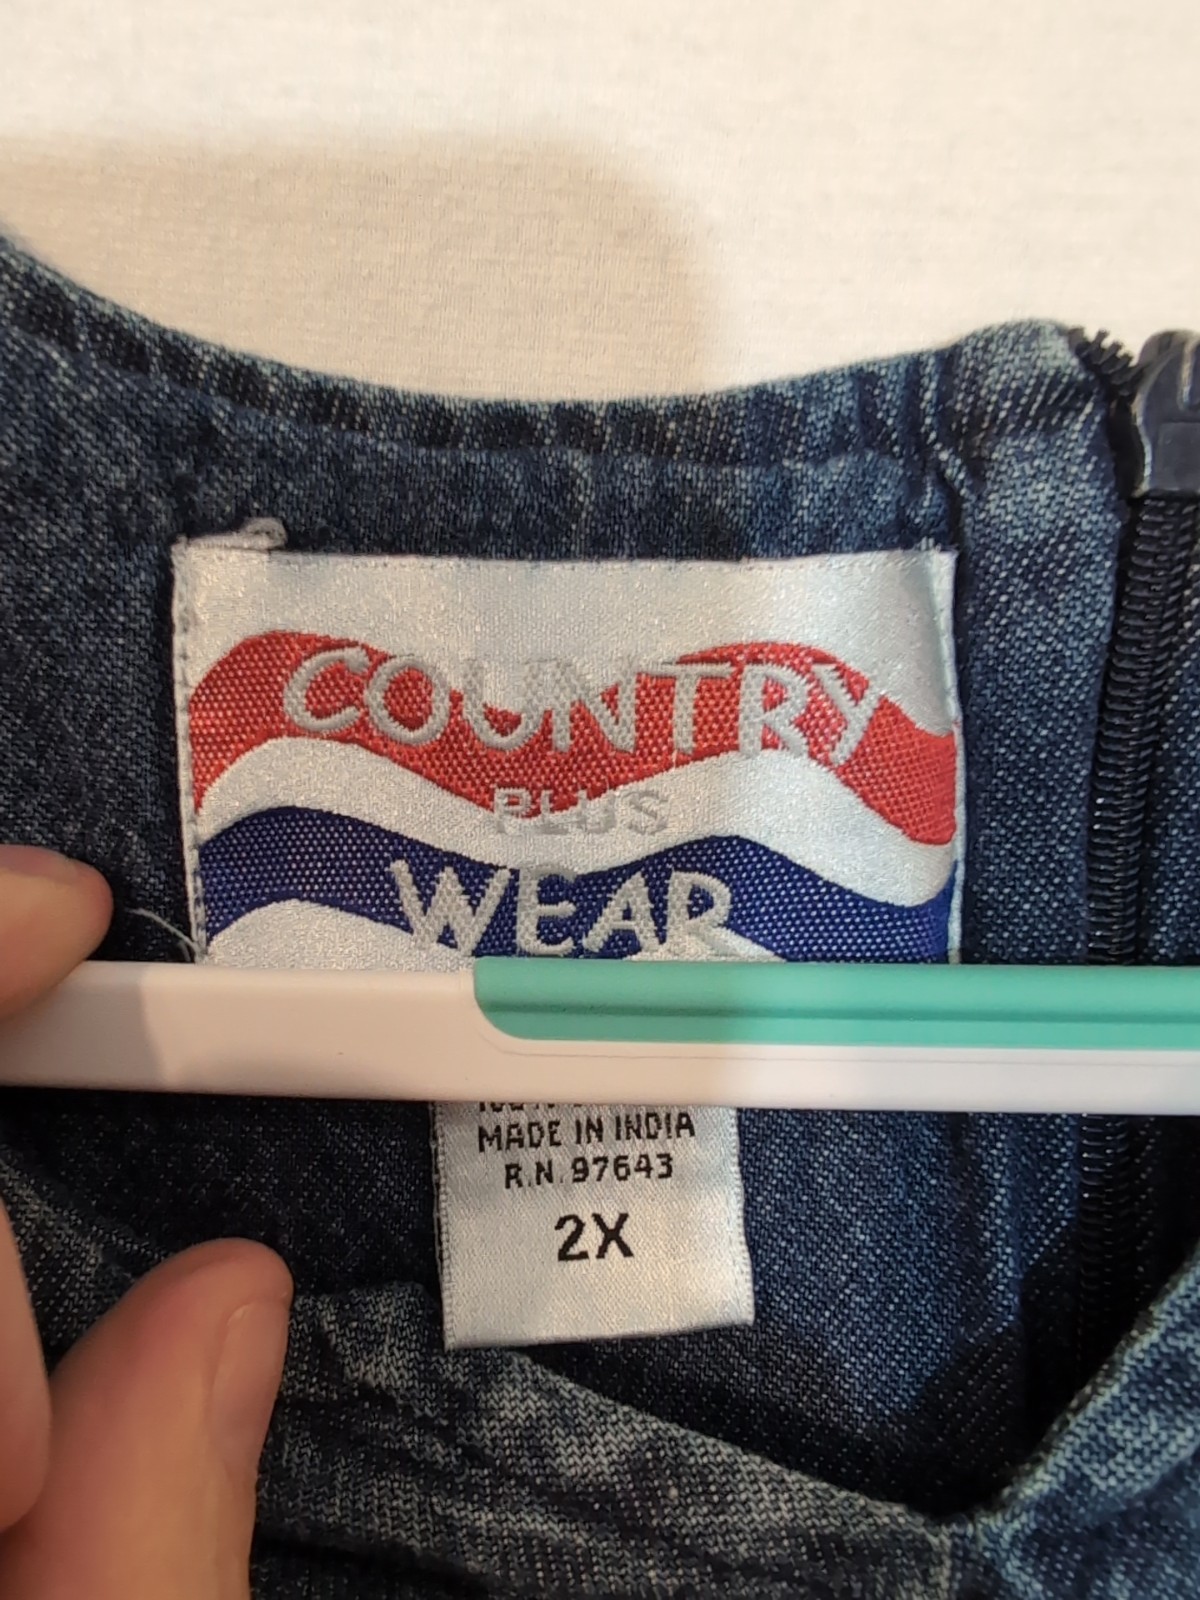 COUNTRY
PLUS
WEAR
MADE IN INDIA
R.N. 97643
2X